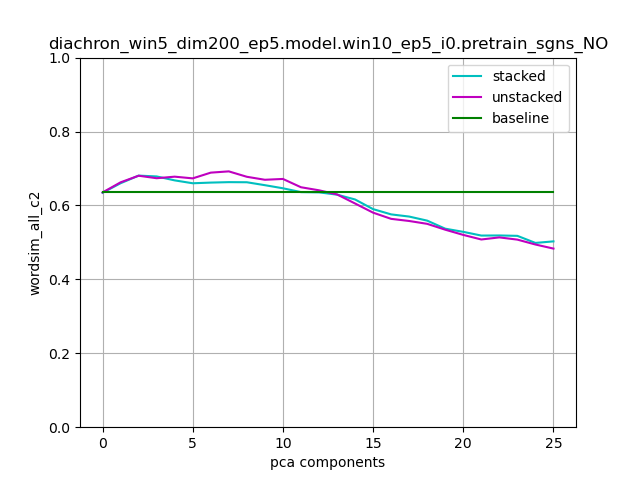 diachron_win5_dim200_ep5.model.win10_ep5_i0.pretrain_sgns_NO
stacked
unstacked
baseline
wordsim_all_c2
1.0
0.8
0.6
0.4
0.2
0.0
0 5 10 15 20 25
pca components